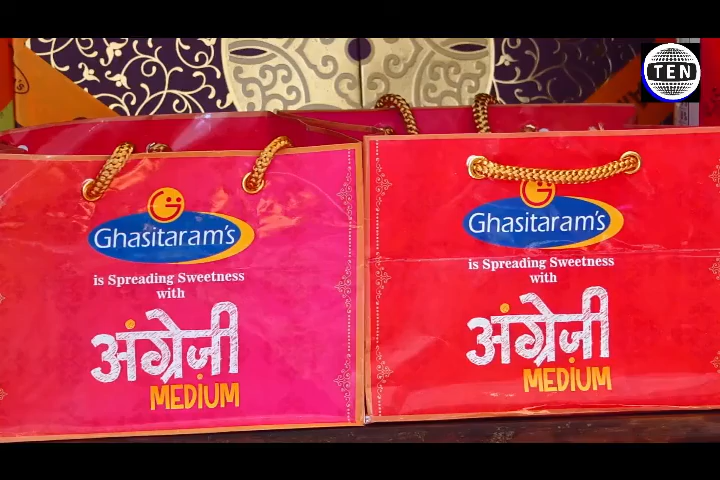 TEN
Ghasitaram's
is Spreading Sweetness
with
अंग्रेज़ी
MEDIUM
Ghasitaram's
is Spreading Sweetness
with
अंग्रेज़ी
MEDIUM